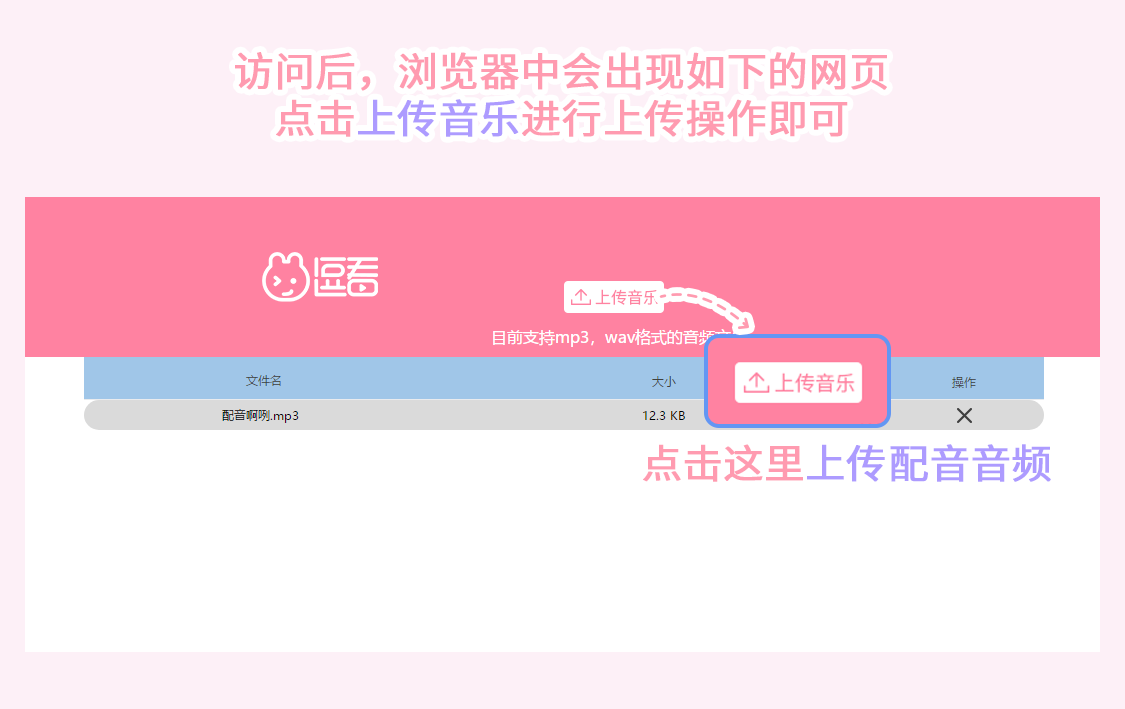 访问后，浏览器中会出现如下的网页
点击上传音乐进行上传操作即可
逗看
上传音乐
目前支持mp3，wav格式的音频
上传音乐
文件名 大小 操作
配音啊咧.mp3 12.3 KB
点击这里上传配音音频